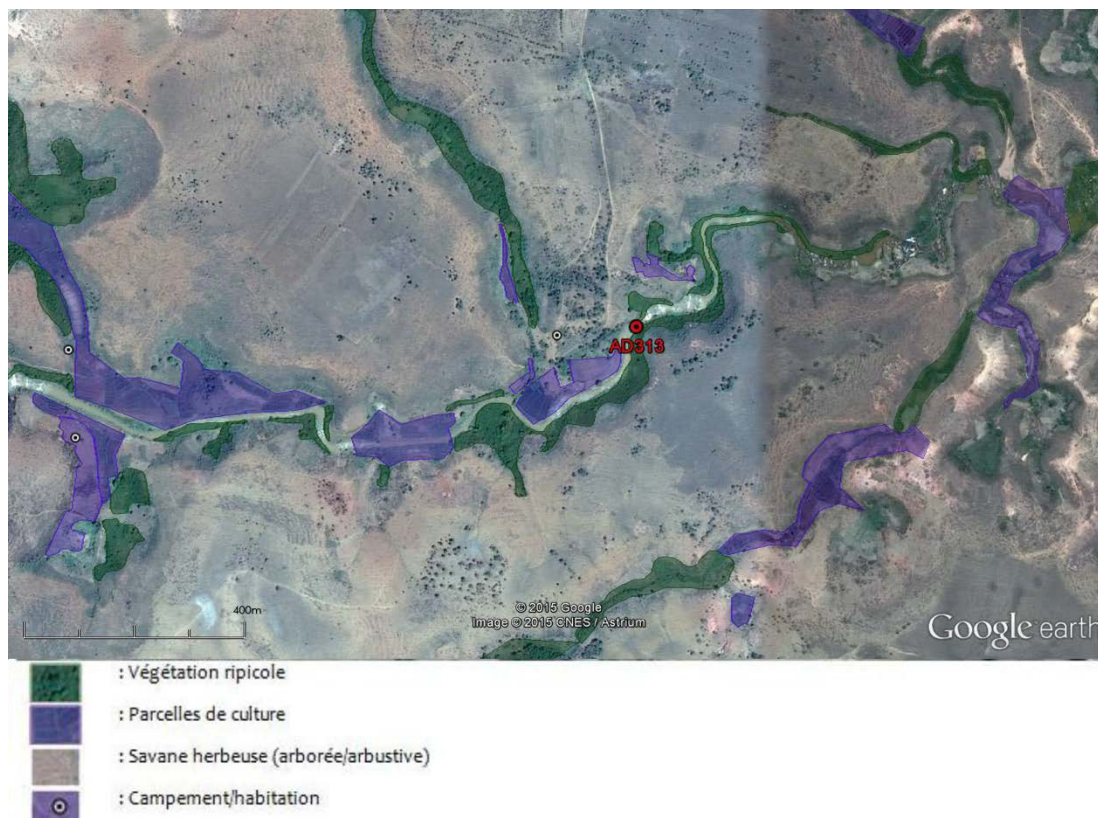 AD313
400m
© 2015 Google
Image © 2015 CNES / Astrium
Google earth
: Végétation ripicole
: Parcelles de culture
: Savane herbeuse (arborée/arbustive)
: Campement/habitation